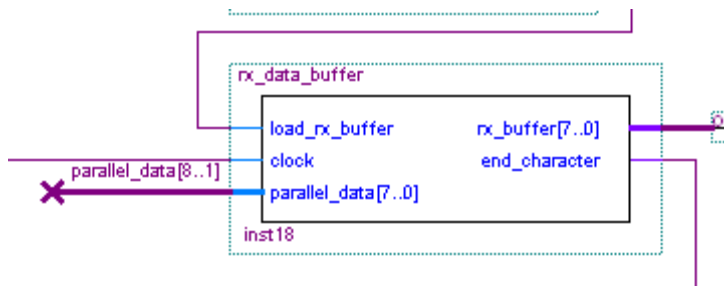 rx_data_buffer
load_rx_buffer rx_buffer[7..0]
clock end_character
parallel_data[8..1]
parallel_data[7..0]
inst18